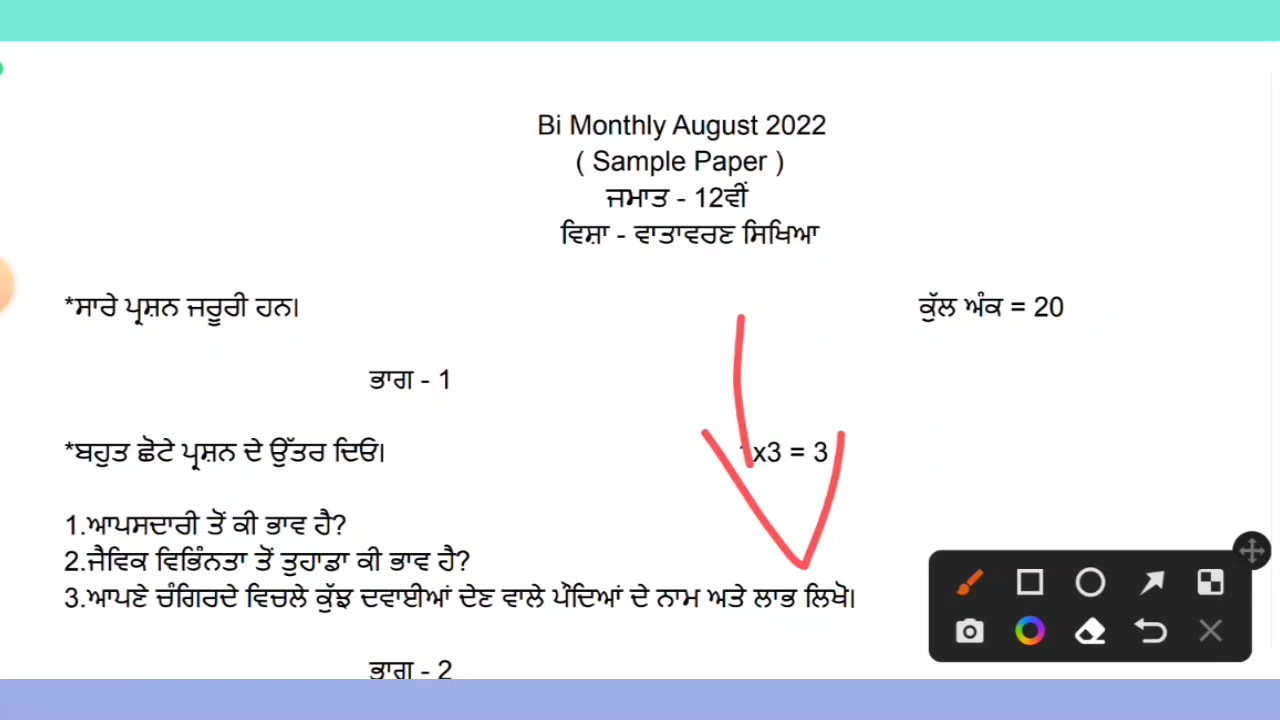 Bi Monthly August 2022
( Sample Paper )
ਜਮਾਤ - 12ਵੀਂ
ਵਿਸ਼ਾ - ਵਾਤਾਵਰਣ ਸਿਖਿਆ
*ਸਾਰੇ ਪ੍ਰਸ਼ਨ ਜਰੂਰੀ ਹਨ। ਕੁੱਲ ਅੰਕ = 20
ਭਾਗ - 1
*ਬਹੁਤ ਛੋਟੇ ਪ੍ਰਸ਼ਨ ਦੇ ਉੱਤਰ ਦਿਓ। 1x3 = 3
1.ਆਪਸਦਾਰੀ ਤੋਂ ਕੀ ਭਾਵ ਹੈ?
2.ਜੈਵਿਕ ਵਿਭਿੰਨਤਾ ਤੋਂ ਤੁਹਾਡਾ ਕੀ ਭਾਵ ਹੈ?
3.ਆਪਣੇ ਚੰਗਿਰਦੇ ਵਿਚਲੇ ਕੁੱਝ ਦਵਾਈਆਂ ਦੇਣ ਵਾਲੇ ਪੌਦਿਆਂ ਦੇ ਨਾਮ ਅਤੇ ਲਾਭ ਲਿਖੋ।
ਭਾਗ - 2